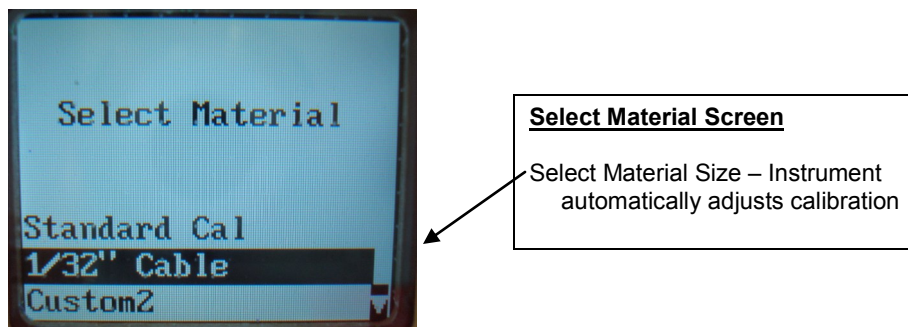 Select Material
Standard Cal
1/32" Cable
Custom2
Select Material Screen
Select Material Size – Instrument
automatically adjusts calibration